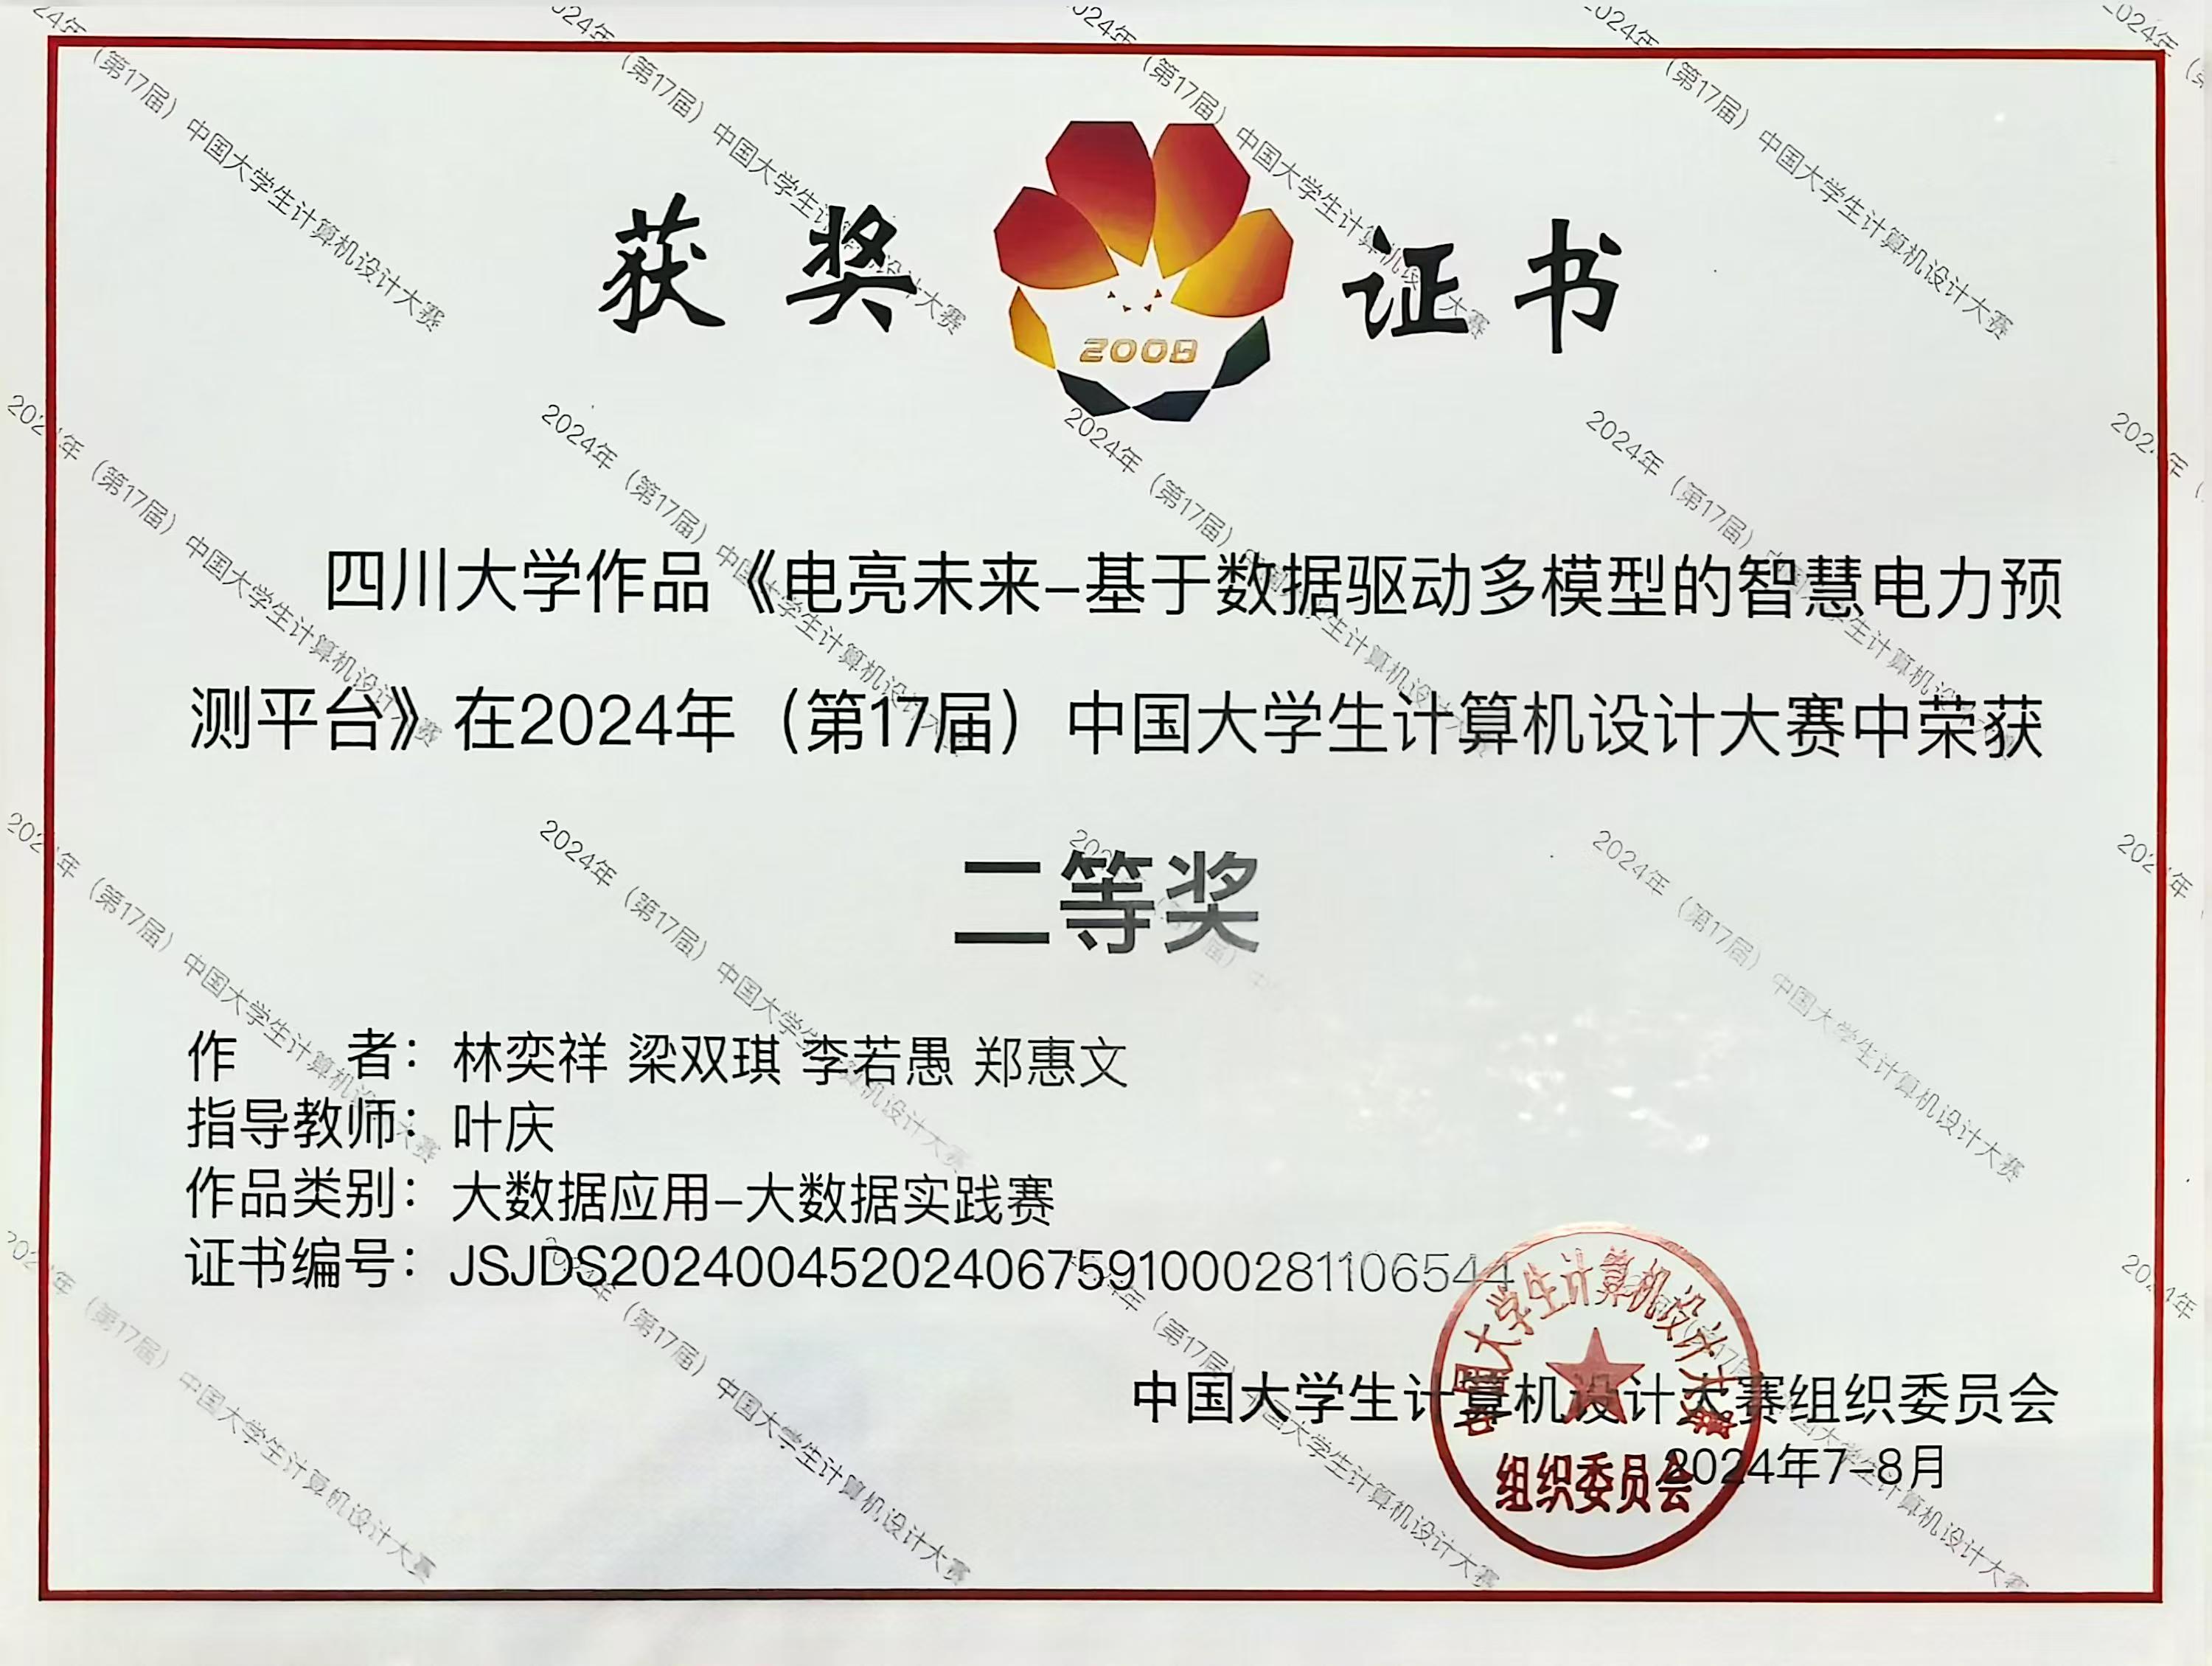 获奖证书
2008
四川大学作品《电亮未来-基于数据驱动多模型的智慧电力预
测平台》在2024年（第17届）中国大学生计算机设计大赛中荣获
二等奖
作 者：林奕祥 梁双琪 李若愚 郑惠文
指导教师：叶庆
作品类别：大数据应用-大数据实践赛
证书编号：JSJDS20240045202406759100028110654​4
中国大学生计算机设计大赛组织委员会
2024年7-8月
中国大学生计算机设计大赛
组织委员会
2024年（第17届）中国大学生计算机设计大赛